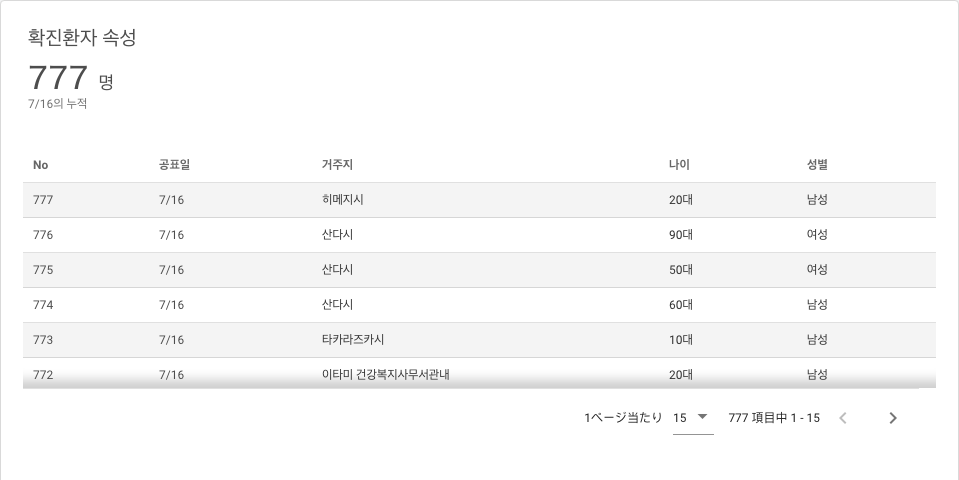 확진환자 속성
777 명
7/16의 누적
No 공표일 거주지 나이 성별
777 7/16 히메지시 20대 남성
776 7/16 산다시 90대 여성
775 7/16 산다시 50대 여성
774 7/16 산다시 60대 남성
773 7/16 타카라즈카시 10대 남성
772 7/16 이타미 건강복지사무서관내 20대 남성
1ページ当たり 15 777 項目中 1 - 15